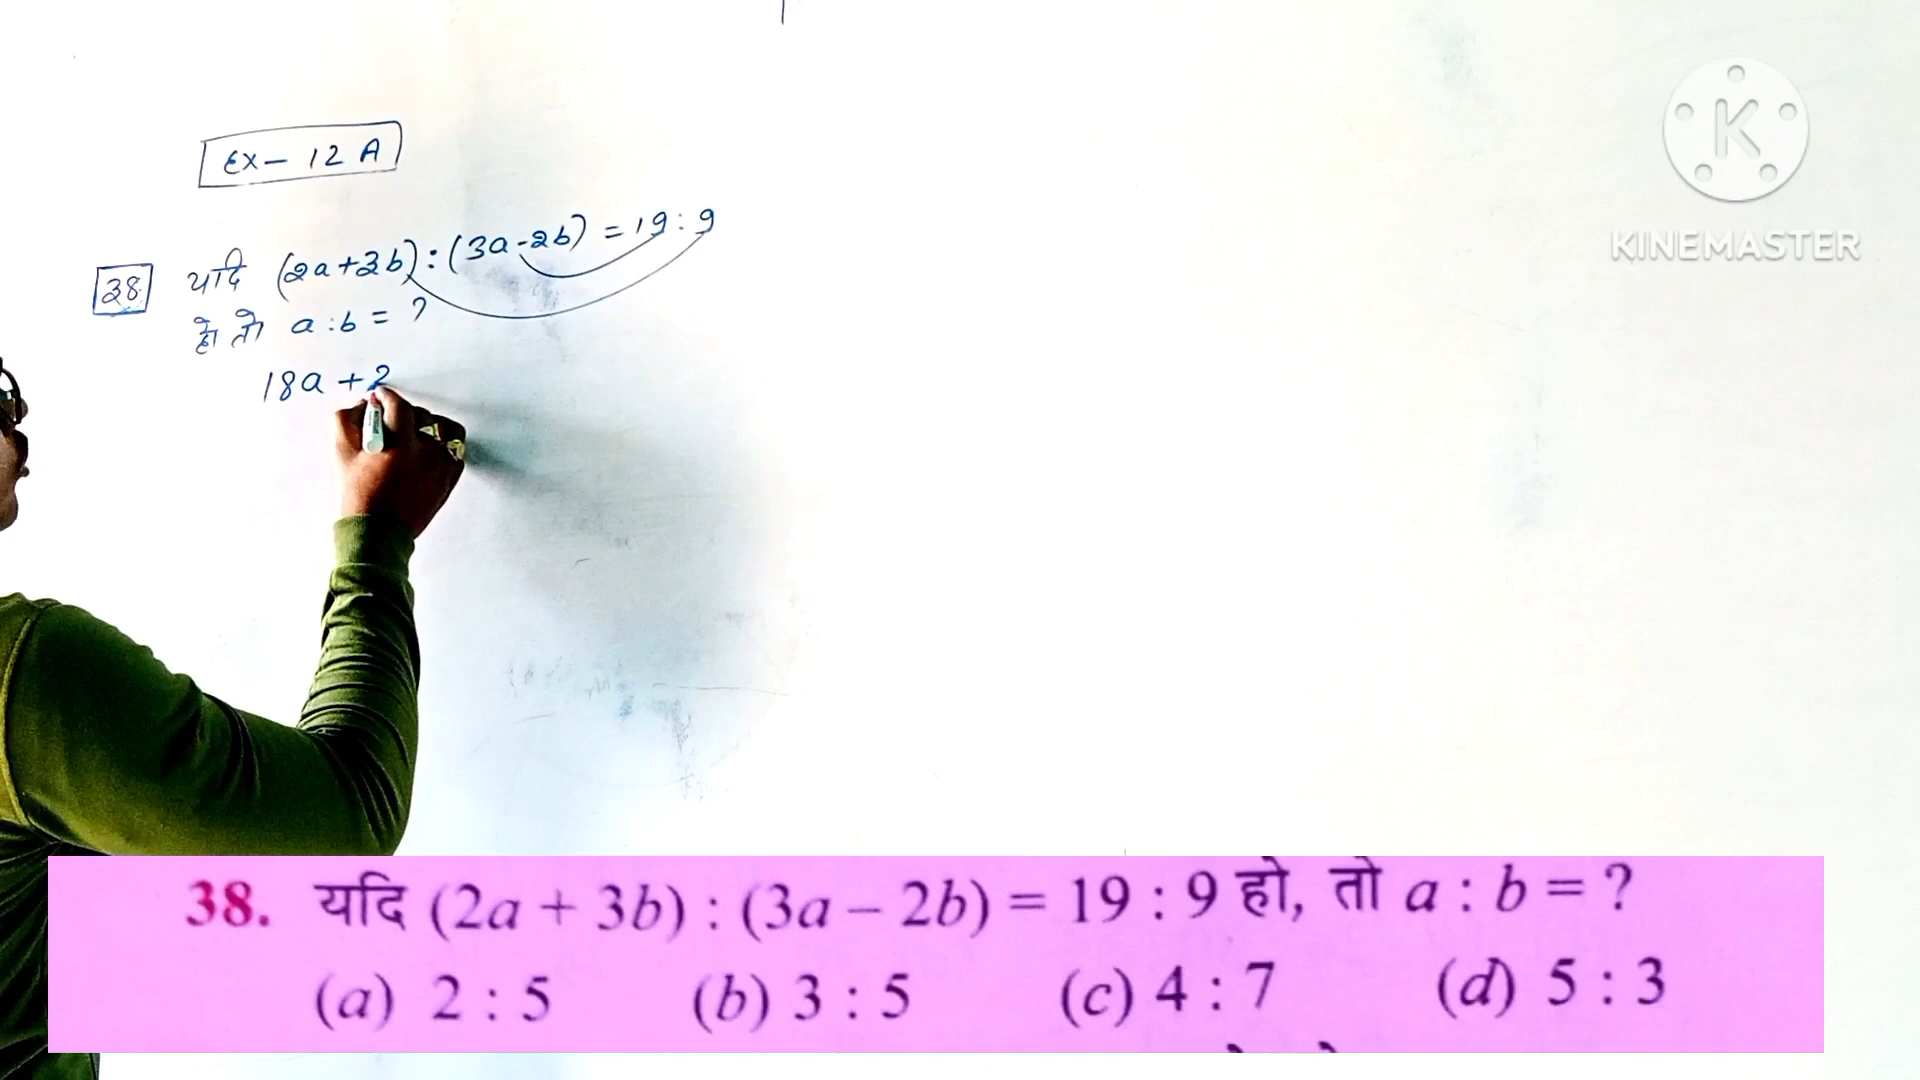 Ex- 12 A
38 यदि (2a+3b) : (3a-2b) = 19 : 9
हो तो a : b = ?
18a + 2
K
KINEMASTER
38. यदि (2a + 3b) : (3a – 2b) = 19 : 9 हो, तो a : b = ?
(a) 2 : 5 (b) 3 : 5 (c) 4 : 7 (d) 5 : 3